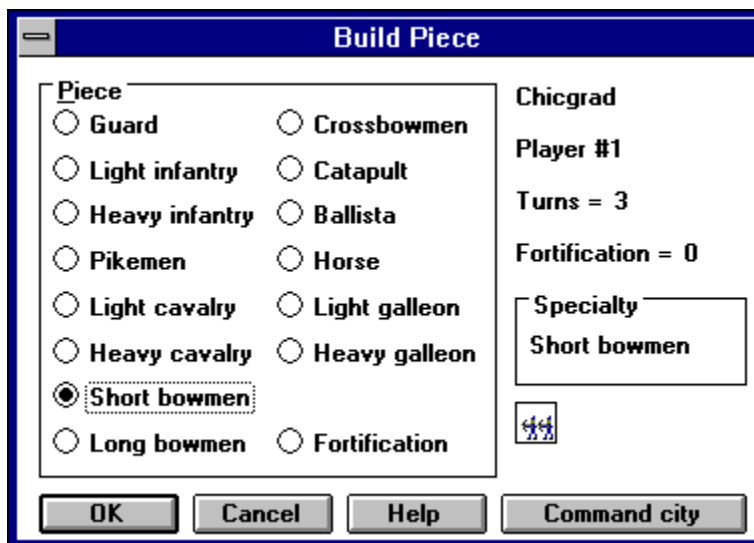 Build Piece
Piece
Guard
Crossbowmen
Light infantry
Catapult
Heavy infantry
Ballista
Pikemen
Horse
Light cavalry
Light galleon
Heavy cavalry
Heavy galleon
Short bowmen
Long bowmen
Fortification
Chicgrad
Player #1
Turns = 3
Fortification = 0
Specialty
Short bowmen
OK
Cancel
Help
Command city